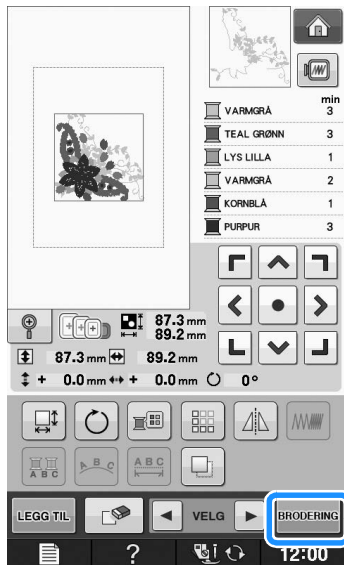 min
VARMGRÅ 3
TEAL GRØNN 3
LYS LILLA 1
VARMGRÅ 2
KORNBLÅ 1
PURPUR 3
87.3 mm
89.2 mm
87.3 mm 89.2 mm
+ 0.0 mm + 0.0 mm 0°
A B C A B C A B C
LEGG TIL VELG BRODERING
? 12:00